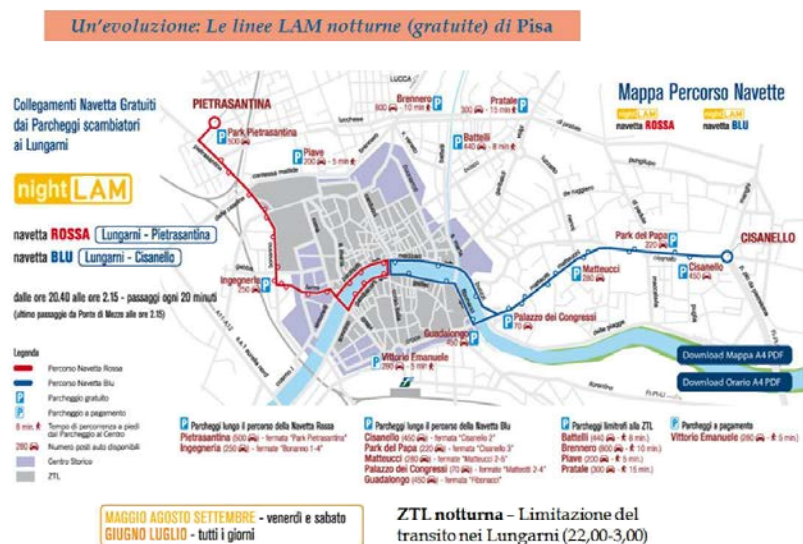 Un'evoluzione: Le linee LAM notturne (gratuite) di Pisa
Collegamenti Navetta Gratuiti
dai Parcheggi scambiatori
ai Lungarni
night LAM
navetta ROSSA Lungarni - Pietrasantina
navetta BLU Lungarni - Cisanello
dalle ore 20.40 alle ore 2.15 - passaggi ogni 20 minuti
(ultimo passaggio da Ponte di Mezzo alle ore 2.15)
Legenda
Percorso Navetta Rossa
Percorso Navetta Blu
P Parcheggio gratuito
P Parcheggio a pagamento
8 min. Tempo di percorrenza a piedi
dal Parcheggio al Centro
280 Numero posti auto disponibili
Centro Storico
ZTL
Mappa Percorso Navette
nightLAM
navetta ROSSA
nightLAM
navetta BLU
PIETRASANTINA
Park Pietrasantina
500
LUCCA
Brennero
600 - 10 min
Pratale
300 - 15 min
Piave
200 - 5 min
Battelli
440 - 8 min
Park del Papa
220
CISANELLO
Cisanello
450
Matteucci
280
Ingegneria
250
Palazzo dei Congressi
70
Guadalongo
450
Vittorio Emanuele
280 - 5 min
Download Mappa A4 PDF
Download Orario A4 PDF
P Parcheggi lungo il percorso della Navetta Rossa
Pietrasantina (500) - fermata "Park Pietrasantina"
Ingegneria (250) - fermate "Bonanno 1-4"
P Parcheggi lungo il percorso della Navetta Blu
Cisanello (450) - fermata "Cisanello 2"
Park del Papa (220) - fermata "Cisanello 3"
Matteucci (280) - fermate "Matteucci 2-5"
Palazzo dei Congressi (70) - fermate "Matteotti 2-4"
Guadalongo (450) - fermata "Fibonacci"
P Parcheggi limitrofi alla ZTL
Battelli (440 - 8 min.)
Brennero (600 - 10 min.)
Piave (200 - 5 min.)
Pratale (300 - 15 min.)
P Parcheggi a pagamento
Vittorio Emanuele (280 - 5 min.)
MAGGIO AGOSTO SETTEMBRE - venerdì e sabato
GIUGNO LUGLIO - tutti i giorni
ZTL notturna – Limitazione del
transito nei Lungarni (22,00-3,00)